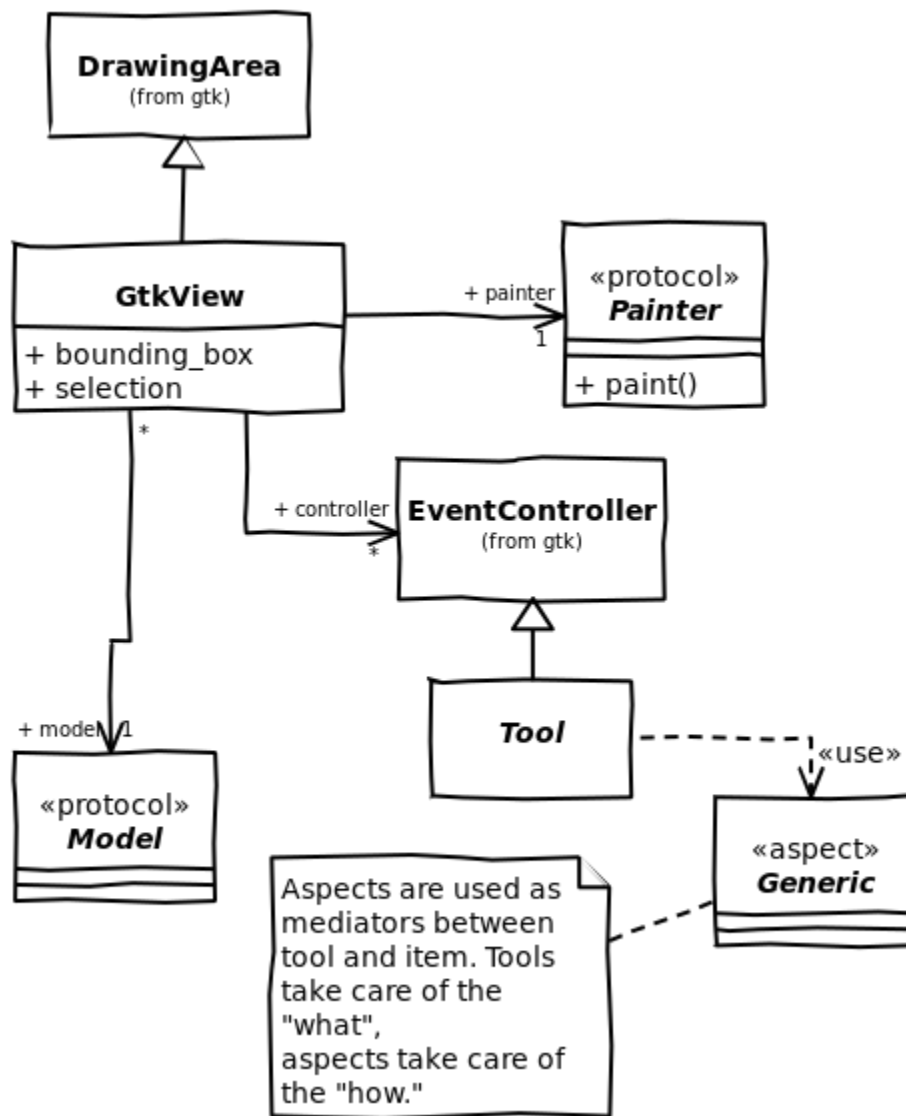 DrawingArea
(from gtk)
GtkView
+ bounding_box
+ selection
+ painter
1
«protocol»
Painter
+ paint()
*
+ controller
*
EventController
(from gtk)
Tool
«use»
+ model
1
«protocol»
Model
«aspect»
Generic
Aspects are used as
mediators between
tool and item. Tools
take care of the
"what",
aspects take care of
the "how."